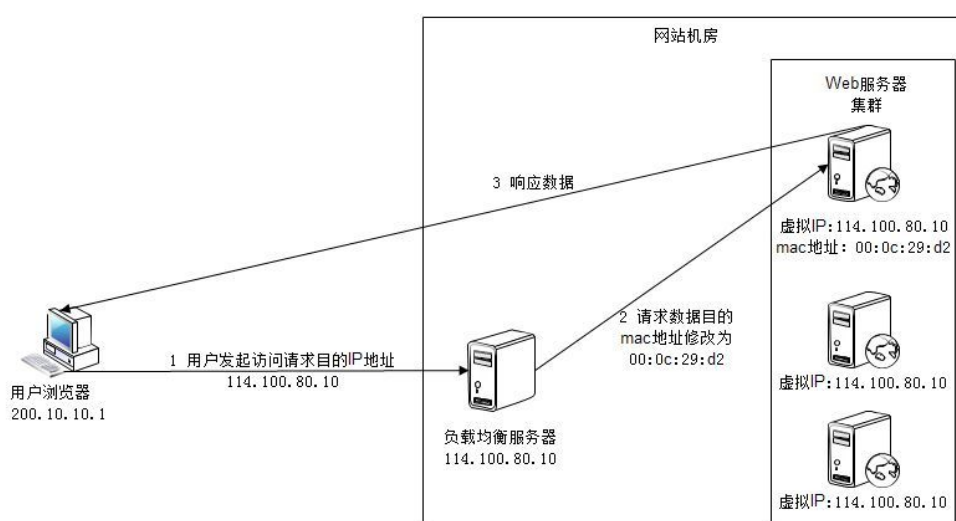 网站机房
Web服务器
集群
3 响应数据
虚拟IP:114.100.80.10
mac地址: 00:0c:29:d2
2 请求数据目的
mac地址修改为
00:0c:29:d2
1 用户发起访问请求目的IP地址
114.100.80.10
用户浏览器
200.10.10.1
虚拟IP:114.100.80.10
负载均衡服务器
114.100.80.10
虚拟IP:114.100.80.10